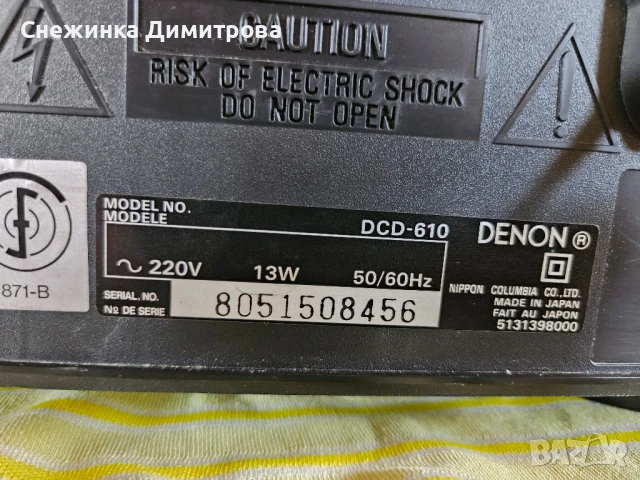 Снежинка Димитрова
CAUTION
RISK OF ELECTRIC SHOCK
DO NOT OPEN
871-B
MODEL NO.
MODELE
DCD-610
DENON®
~ 220V 13W 50/60Hz
NIPPON COLUMBIA CO.,LTD.
MADE IN JAPAN
FAIT AU JAPON
5131398000
SERIAL. NO.
Nº DE SERIE
8051508456
BAZAR